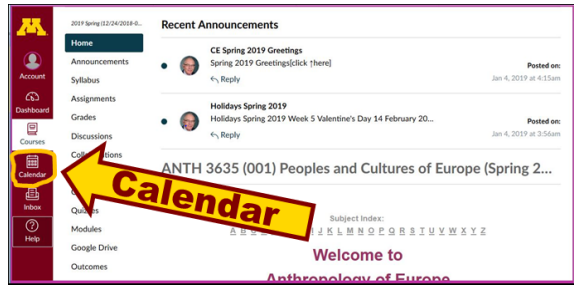 M
Account
Dashboard
Courses
Calendar
Inbox
Help
2019 Spring (12/24/2018-0...
Home
Announcements
Syllabus
Assignments
Grades
Discussions
Modules
Google Drive
Outcomes
Recent Announcements
CE Spring 2019 Greetings
Spring 2019 Greetings[click ↑here]
Reply
Posted on:
Jan 4, 2019 at 4:15am
Holidays Spring 2019
Holidays Spring 2019 Week 5 Valentine's Day 14 February 20...
Reply
Posted on:
Jan 4, 2019 at 3:56am
ANTH 3635 (001) Peoples and Cultures of Europe (Spring 2...
Calendar
Subject Index:
A B G H I J K L M N O P Q R S T U V W X Y Z
Welcome to
Anthropology of Europe